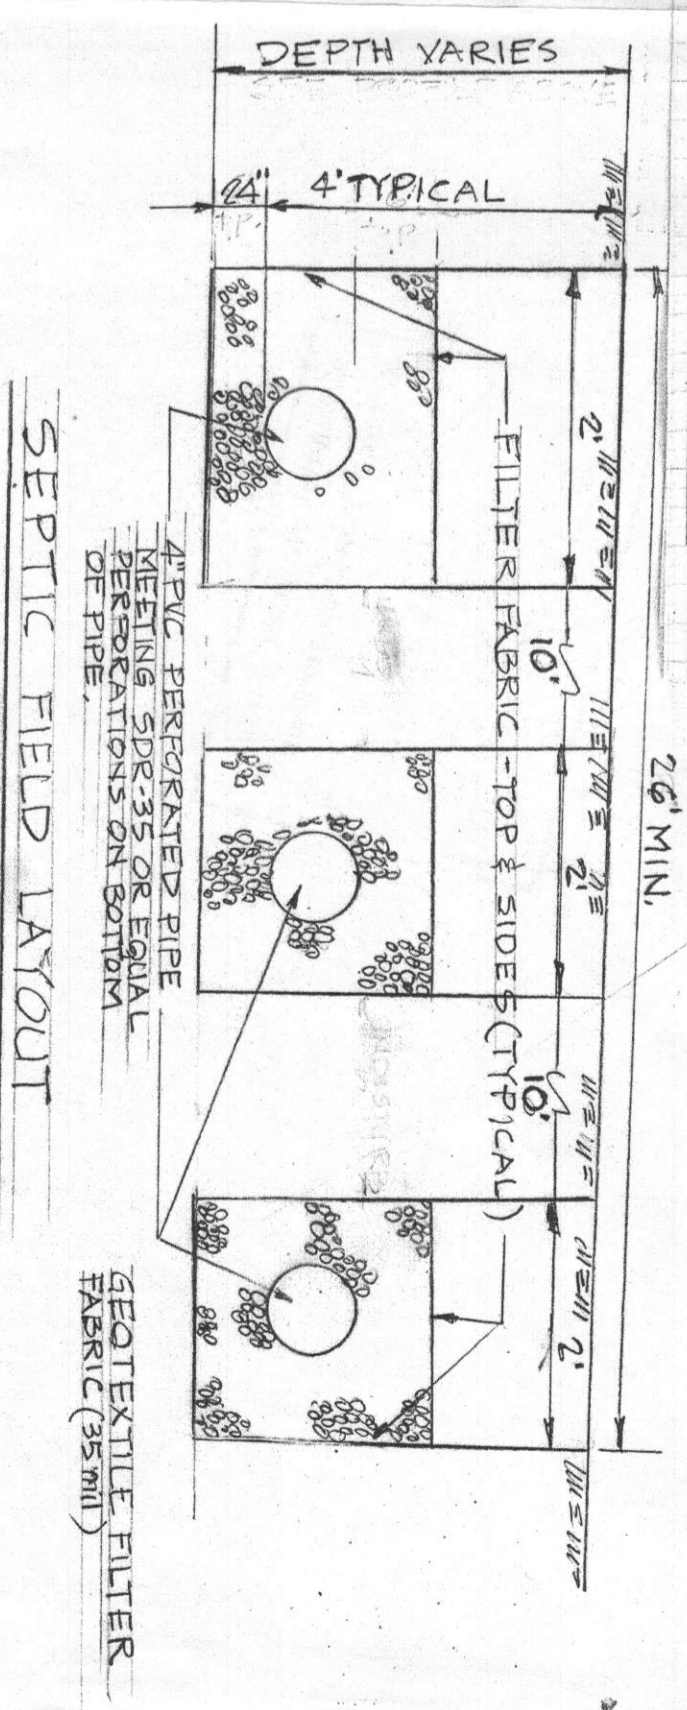 DEPTH VARIES
24"
4' TYPICAL
26' MIN.
2'
10'
2'
10'
2'
FILTER FABRIC - TOP & SIDES (TYPICAL)
4" PVC PERFORATED PIPE
MEETING SDR-35 OR EQUAL
PERFORATIONS ON BOTTOM
OF PIPE,
GEOTEXTILE FILTER
FABRIC (35 mil)
SEPTIC FIELD LAYOUT